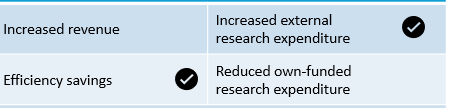 Increased revenue
Increased external
research expenditure
Efficiency savings
Reduced own-funded
research expenditure